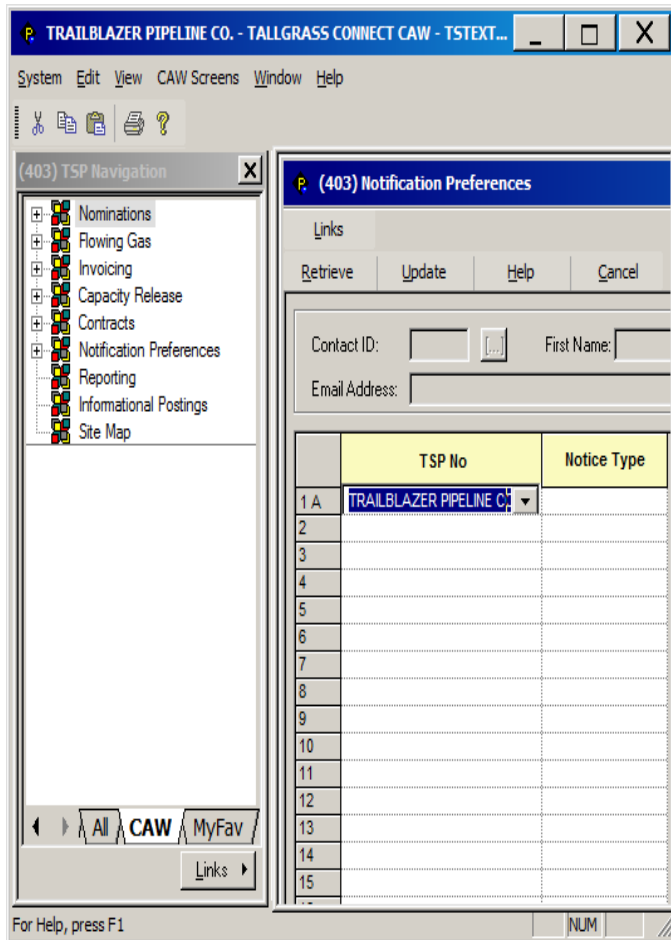 TRAILBLAZER PIPELINE CO. - TALLGRASS CONNECT CAW - TSTEXT...
System Edit View CAW Screens Window Help
(403) TSP Navigation
Nominations
Flowing Gas
Invoicing
Capacity Release
Contracts
Notification Preferences
Reporting
Informational Postings
Site Map
All CAW MyFav
Links
(403) Notification Preferences
Links
Retrieve Update Help Cancel
Contact ID: [...] First Name:
Email Address:
TSP No Notice Type
1 A TRAILBLAZER PIPELINE C
2
3
4
5
6
7
8
9
10
11
12
13
14
15
For Help, press F1 NUM